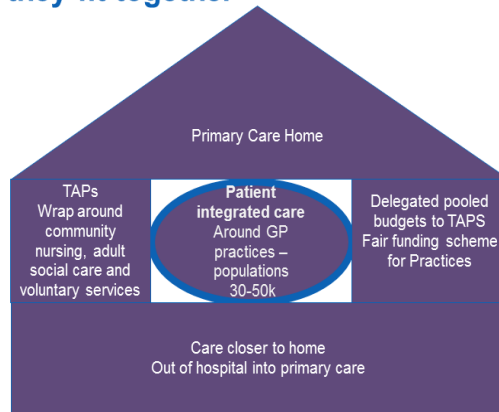 they fit together
Primary Care Home
TAPs
Wrap around
community
nursing, adult
social care and
voluntary services
Patient
integrated care
Around GP
practices –
populations
30-50k
Delegated pooled
budgets to TAPS
Fair funding scheme
for Practices
Care closer to home
Out of hospital into primary care